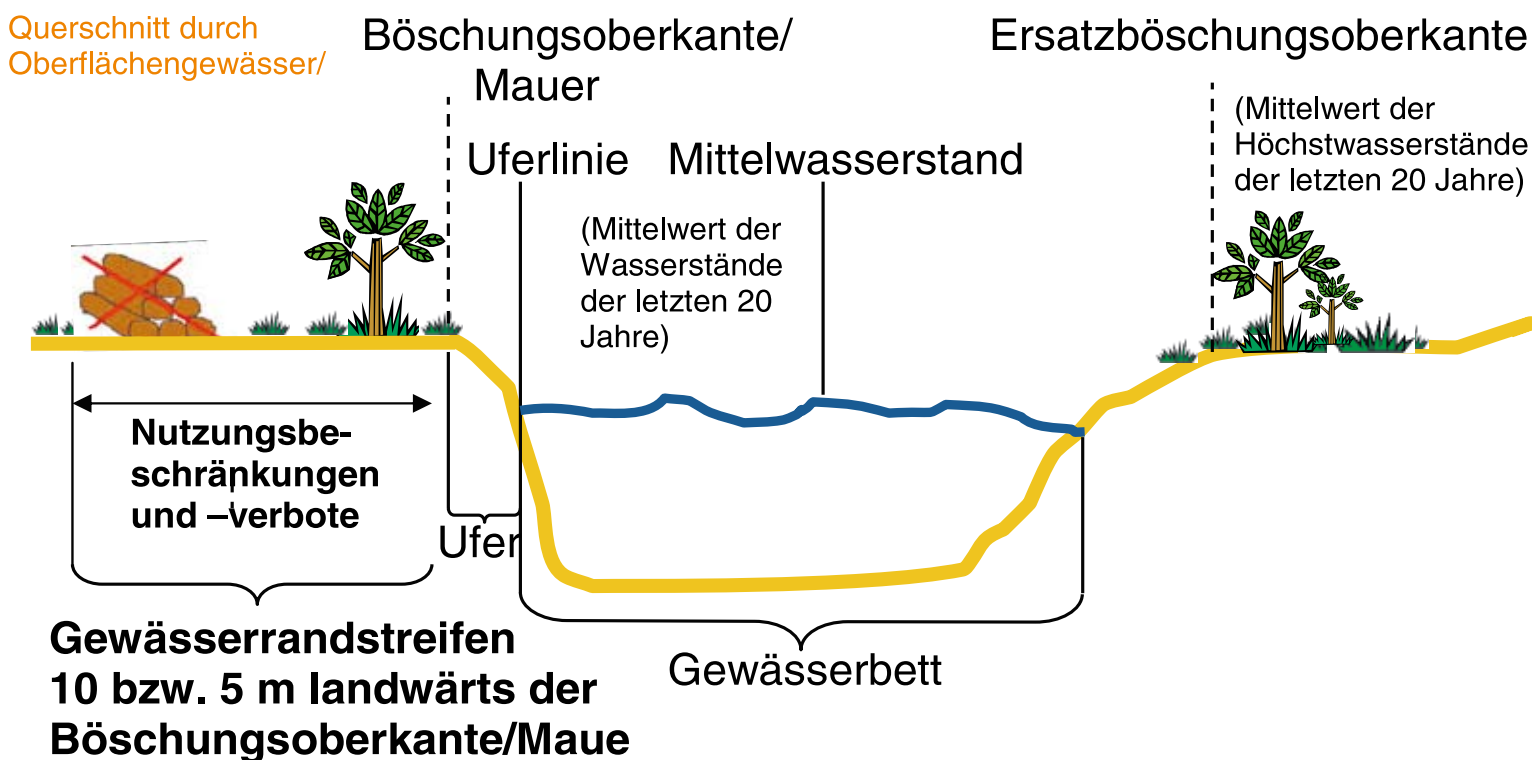 Querschnitt durch
Oberflächengewässer/
Böschungsoberkante/
Mauer
Ersatzböschungsoberkante
(Mittelwert der
Höchstwasserstände
der letzten 20 Jahre)
Uferlinie
Mittelwasserstand
(Mittelwert der
Wasserstände
der letzten 20
Jahre)
Nutzungsbe-
schränkungen
und –verbote
Ufer
Gewässerrandstreifen
10 bzw. 5 m landwärts der
Böschungsoberkante/Maue
Gewässerbett